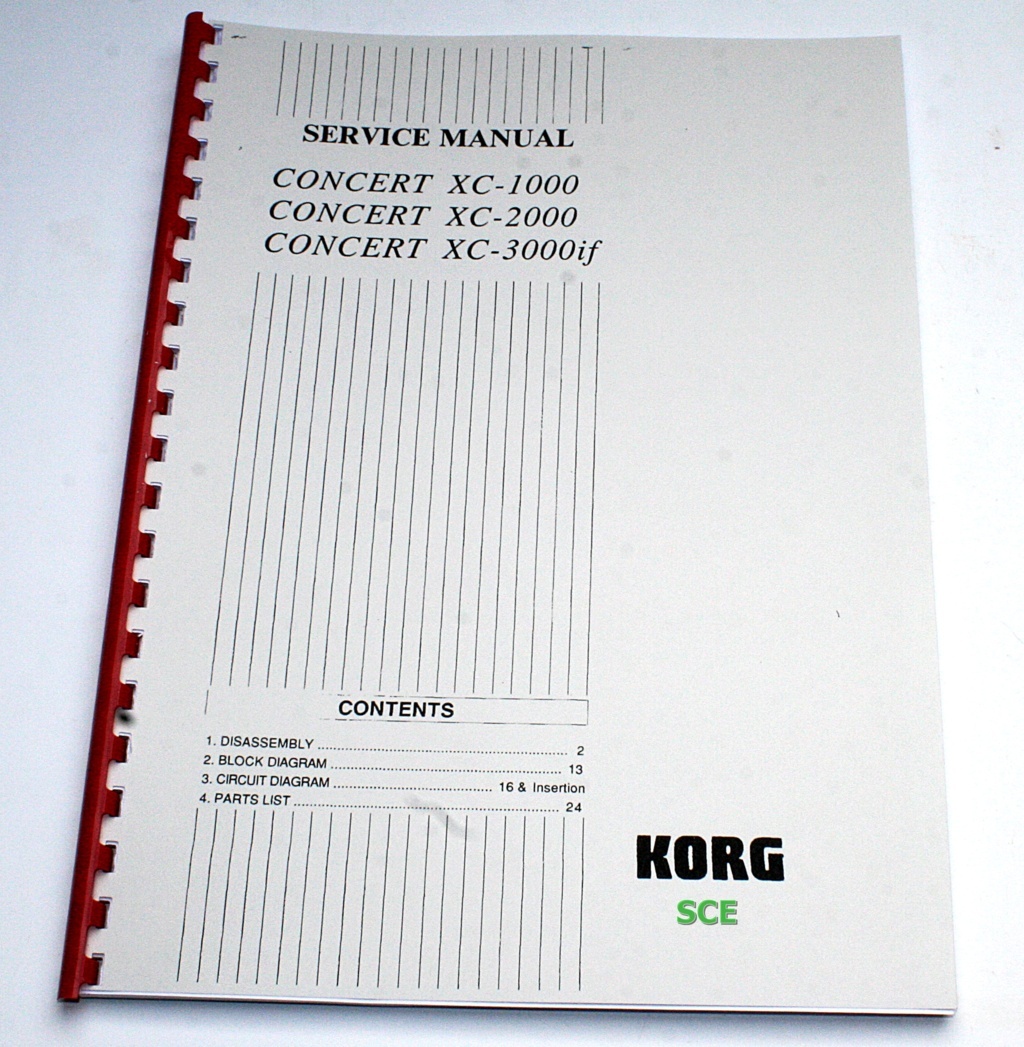 SERVICE MANUAL
CONCERT XC-1000
CONCERT XC-2000
CONCERT XC-3000if
CONTENTS
1. DISASSEMBLY ........................................ 2
2. BLOCK DIAGRAM ........................................ 13
3. CIRCUIT DIAGRAM ........................................ 16 & Insertion
4. PARTS LIST ........................................ 24
KORG
SCE